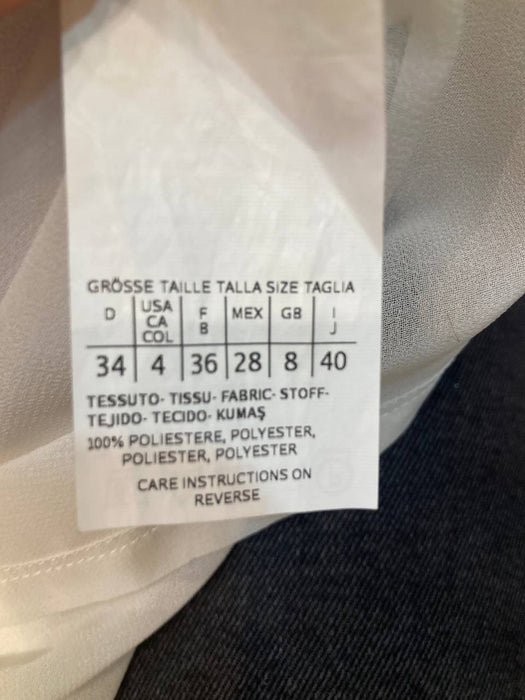 GRÖSSE TAILLE TALLA SIZE TAGLIA
D USA CA COL F B MEX GB I J
34 4 36 28 8 40
TESSUTO- TISSU- FABRIC- STOFF-
TEJIDO- TECIDO- KUMAŞ
100% POLIESTERE, POLYESTER,
POLIESTER, POLYESTER
CARE INSTRUCTIONS ON
REVERSE